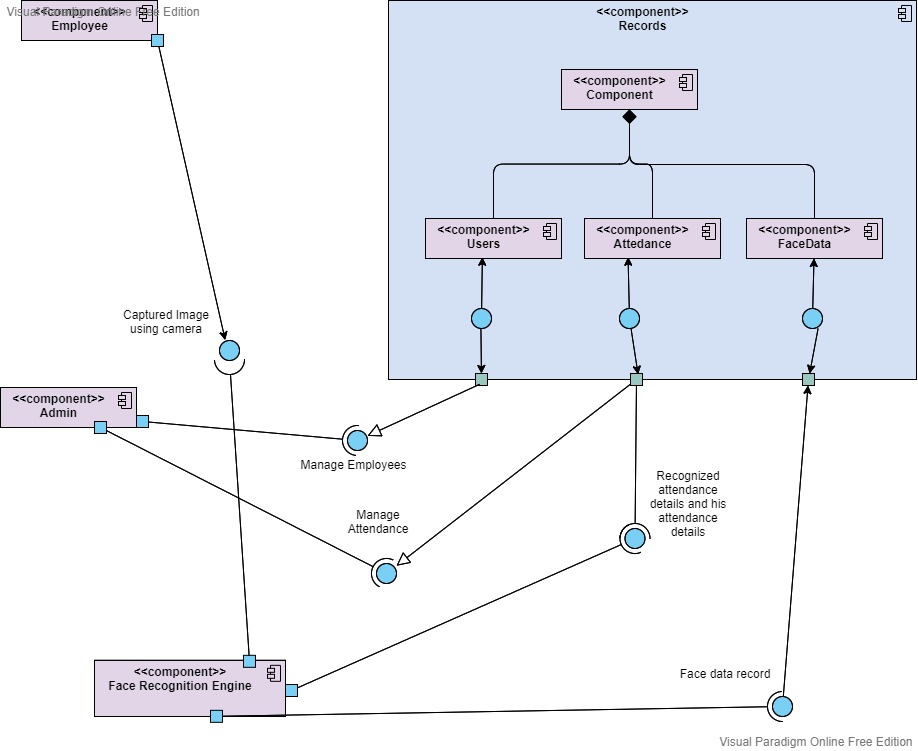 Visual Paradigm Online Free Edition
<<component>>
Employee
<<component>>
Records
<<component>>
Component
<<component>>
Users
<<component>>
Attedance
<<component>>
FaceData
Captured Image
using camera
<<component>>
Admin
Manage Employees
Manage
Attendance
Recognized
attendance
details and his
attendance
details
<<component>>
Face Recognition Engine
Face data record
Visual Paradigm Online Free Edition